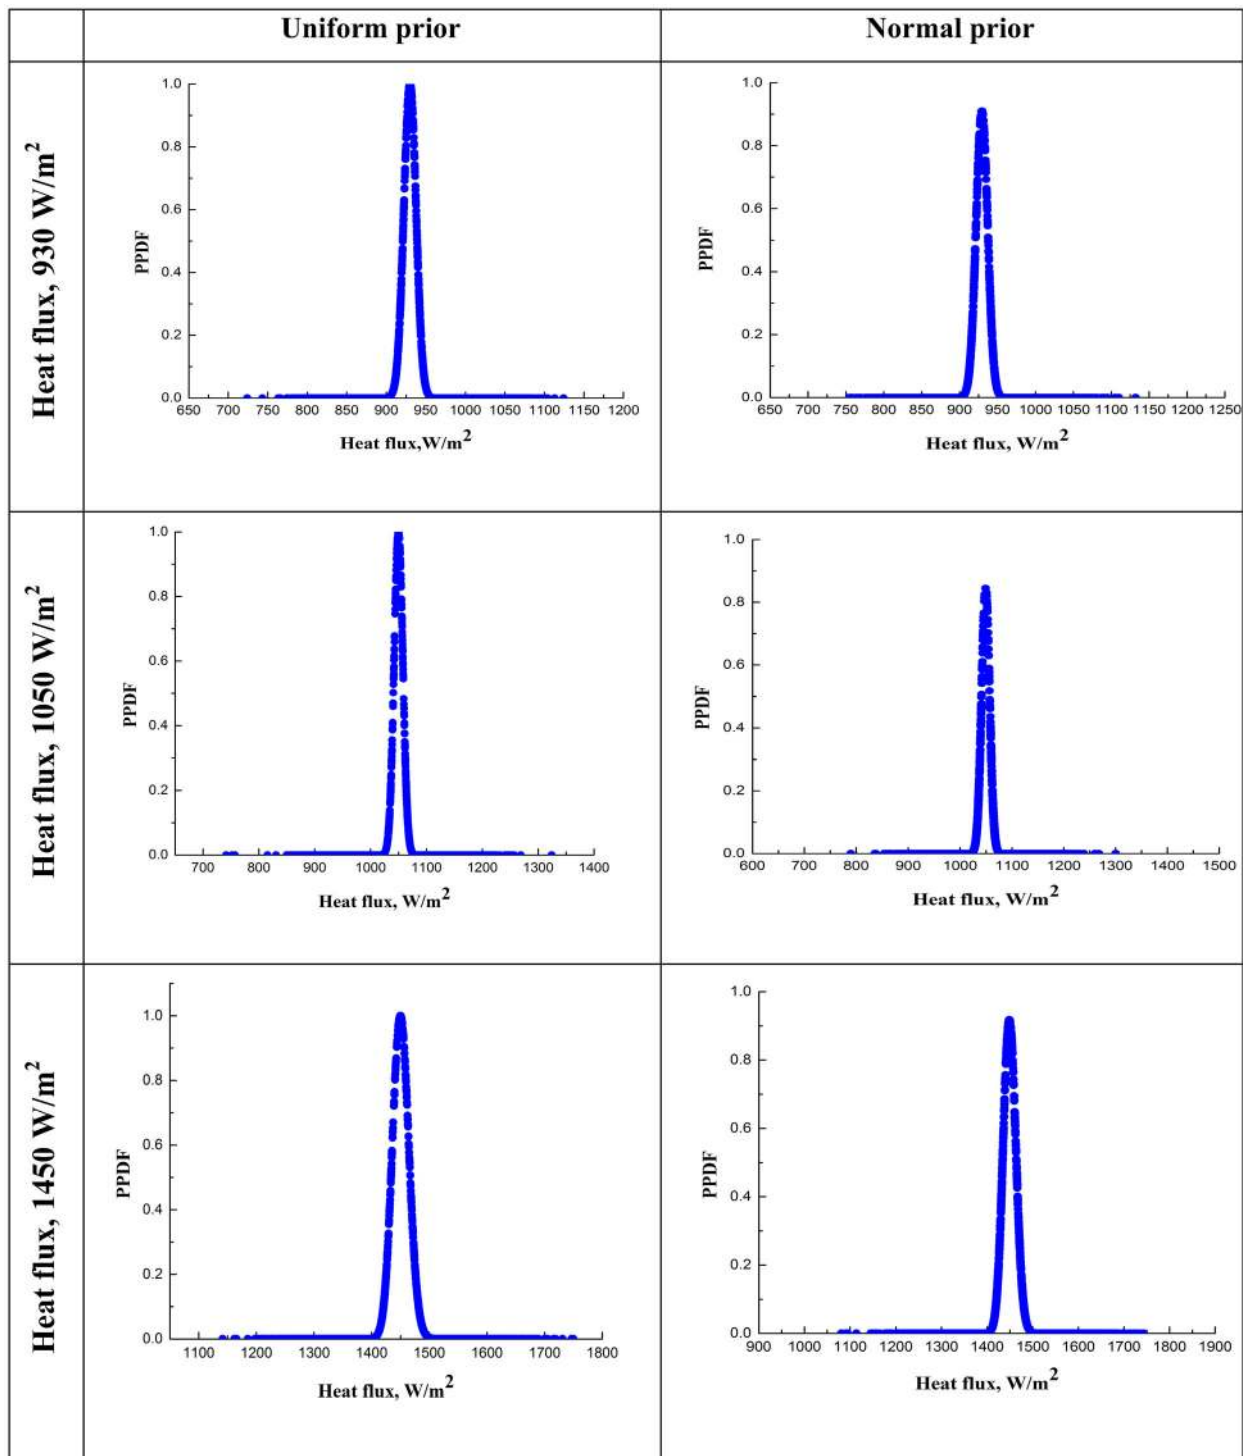 Uniform prior
Normal prior
Heat flux, 930 W/m²
1.0
0.8
0.6
0.4
0.2
0.0
PPDF
650 700 750 800 850 900 950 1000 1050 1100 1150 1200
Heat flux,W/m²
1.0
0.8
0.6
0.4
0.2
0.0
PPDF
650 700 750 800 850 900 950 1000 1050 1100 1150 1200 1250
Heat flux, W/m²
Heat flux, 1050 W/m²
1.0
0.8
0.6
0.4
0.2
0.0
PPDF
700 800 900 1000 1100 1200 1300 1400
Heat flux, W/m²
1.0
0.8
0.6
0.4
0.2
0.0
PPDF
600 700 800 900 1000 1100 1200 1300 1400 1500
Heat flux, W/m²
Heat flux, 1450 W/m²
1.0
0.8
0.6
0.4
0.2
0.0
PPDF
1100 1200 1300 1400 1500 1600 1700 1800
Heat flux, W/m²
1.0
0.8
0.6
0.4
0.2
0.0
PPDF
900 1000 1100 1200 1300 1400 1500 1600 1700 1800 1900
Heat flux, W/m²